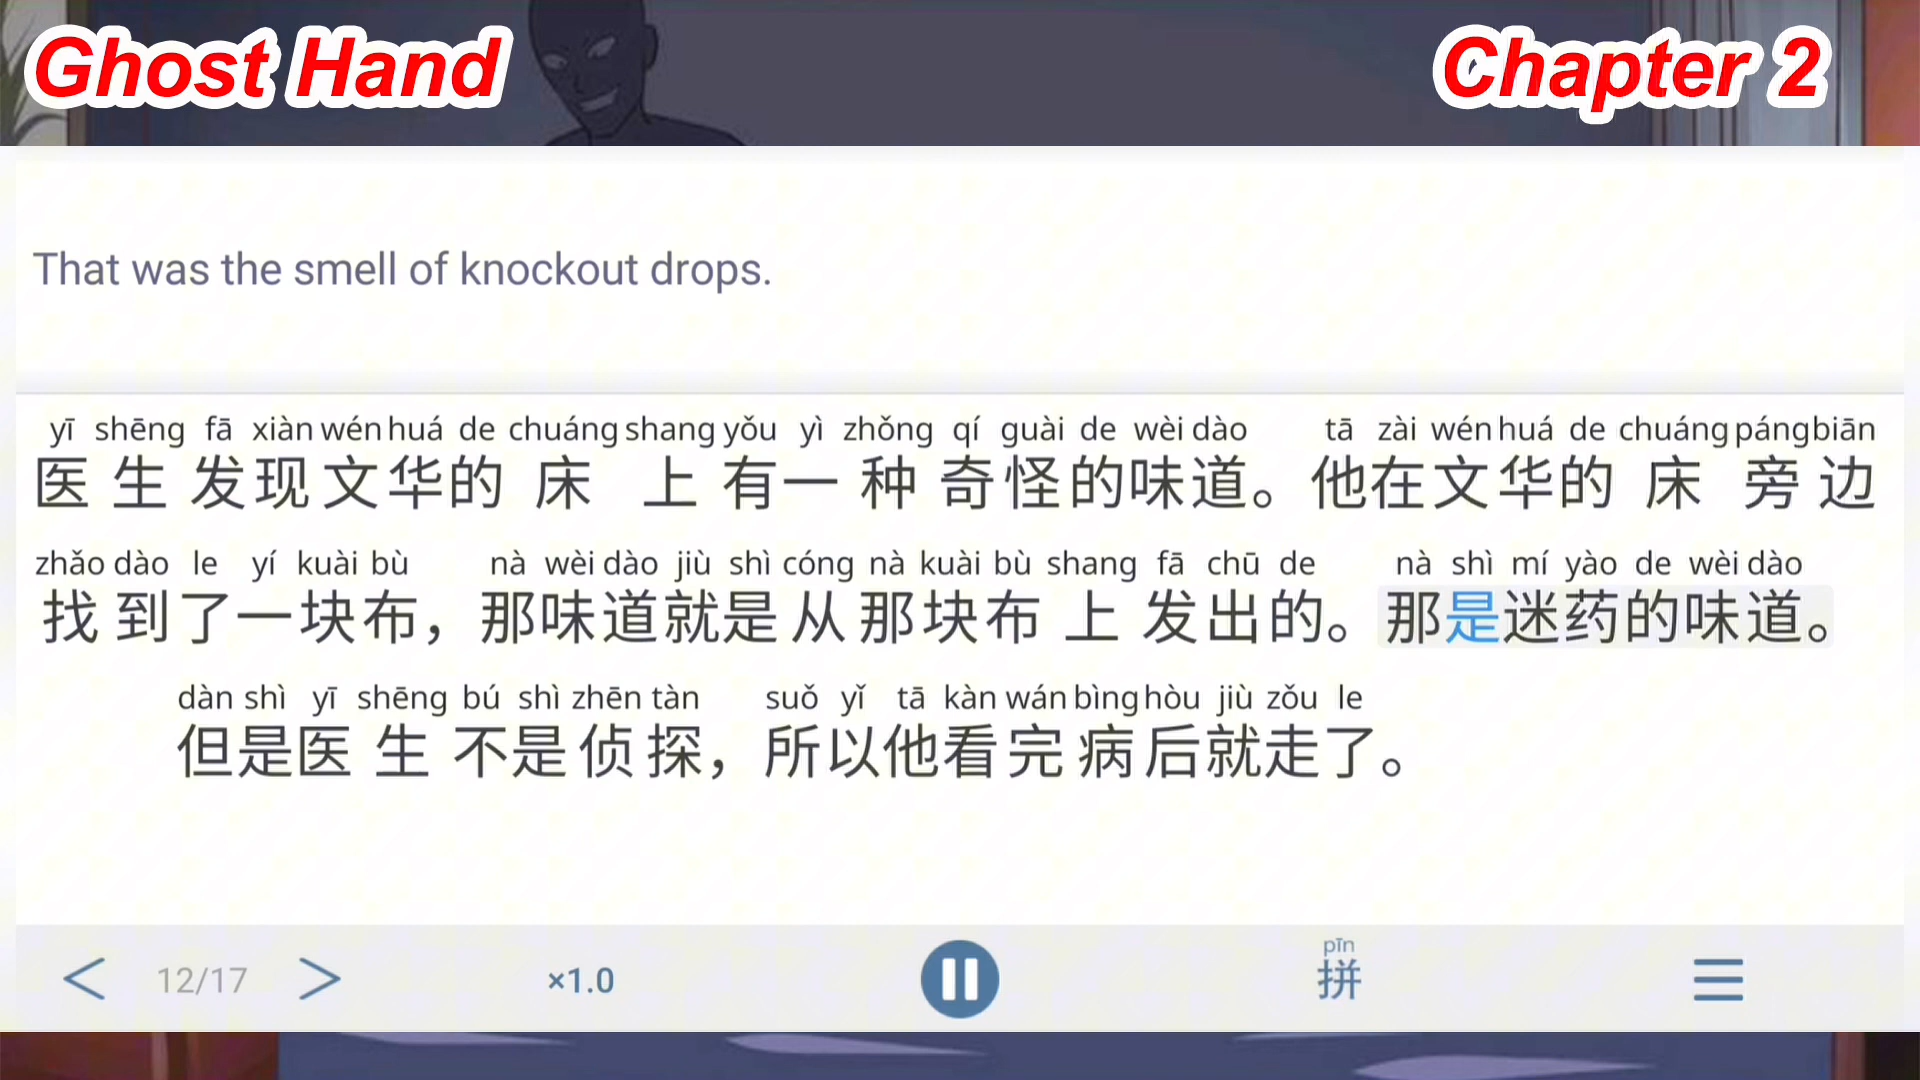 Ghost Hand
Chapter 2
That was the smell of knockout drops.
yī shēng fā xiàn wén huá de chuáng shang yǒu yì zhǒng qí guài de wèi dào tā zài wén huá de chuáng páng biān
医生发现文华的床上有一种奇怪的味道。他在文华的床旁边
zhǎo dào le yí kuài bù nà wèi dào jiù shì cóng nà kuài bù shang fā chū de nà shì mí yào de wèi dào
找到了一块布，那味道就是从那块布上发出的。那是迷药的味道。
dàn shì yī shēng bú shì zhēn tàn suǒ yǐ tā kàn wán bìng hòu jiù zǒu le
但是医生不是侦探，所以他看完病后就走了。
12/17
×1.0
pīn
拼